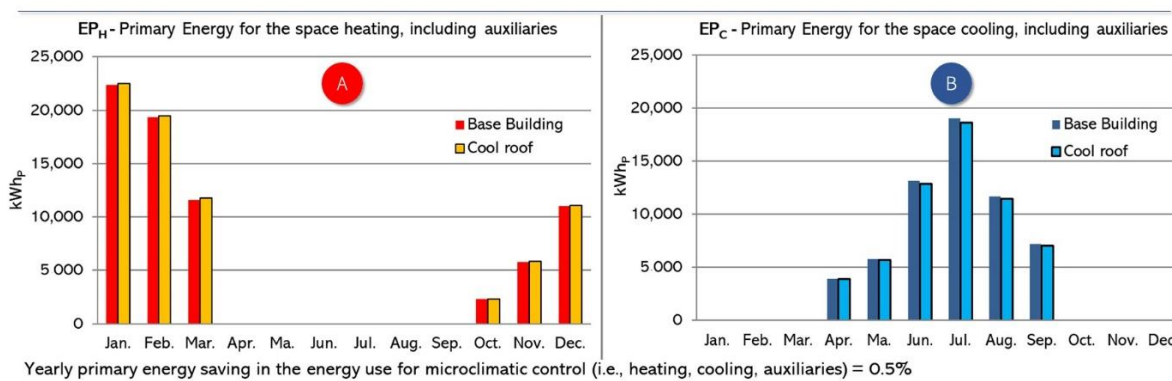 EPH - Primary Energy for the space heating, including auxiliaries
25,000
20,000
15,000
10,000
5 000
0
kWhP
A
Base Building
Cool roof
Jan. Feb. Mar. Apr. Ma. Jun. Jul. Aug. Sep. Oct. Nov. Dec.
EPC - Primary Energy for the space cooling, including auxiliaries
25,000
20,000
15,000
10,000
5 000
0
kWhP
B
Base Building
Cool roof
Jan. Feb. Mar. Apr. Ma. Jun. Jul. Aug. Sep. Oct. Nov. Dec.
Yearly primary energy saving in the energy use for microclimatic control (i.e., heating, cooling, auxiliaries) = 0.5%